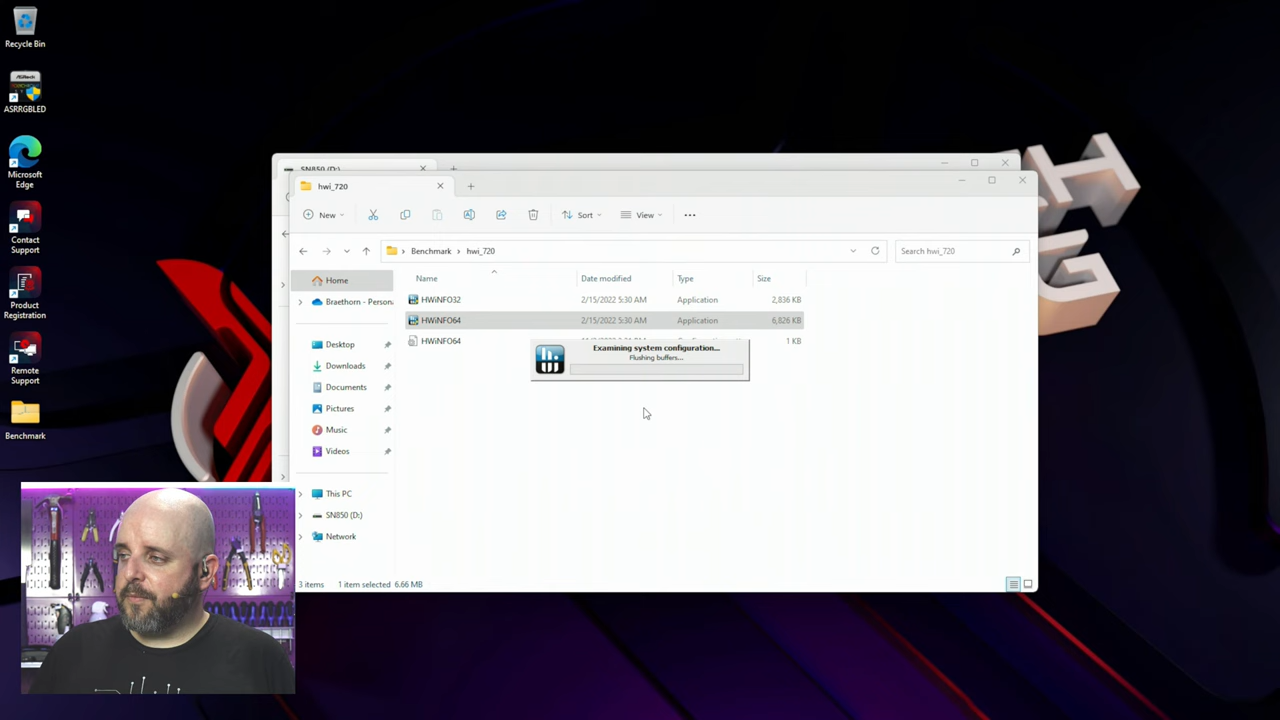 Recycle Bin
ASRock
ASRRGBLED
Microsoft
Edge
Contact
Support
Product
Registration
Remote
Support
Benchmark
SN850 (D:)
hwi_720
New
Sort
View
Benchmark
hwi_720
Search hwi_720
Name
Date modified
Type
Size
Home
Braethorn - Persona
Desktop
Downloads
Documents
Pictures
Music
Videos
This PC
SN850 (D:)
Network
HWiNFO32
2/15/2022 5:30 AM
Application
2,836 KB
HWiNFO64
2/15/2022 5:30 AM
Application
6,826 KB
HWiNFO64
1 KB
Examining system configuration...
Flushing buffers...
3 items
1 item selected
6.66 MB
H
G